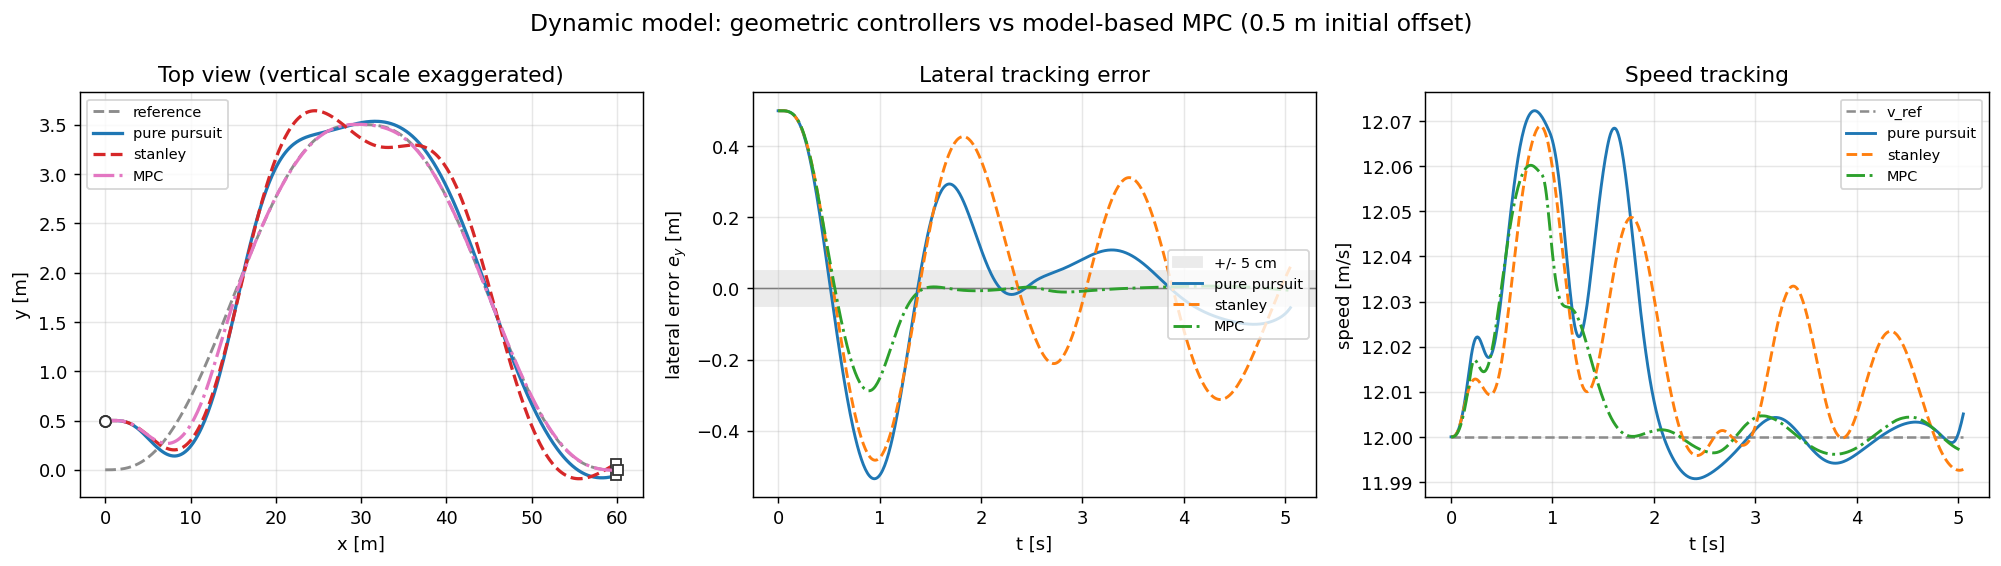 Dynamic model: geometric controllers vs model-based MPC (0.5 m initial offset)
Top view (vertical scale exaggerated)
reference
pure pursuit
stanley
MPC
3.5
3.0
2.5
2.0
1.5
1.0
0.5
0.0
y [m]
0
10
20
30
40
50
60
x [m]
Lateral tracking error
0.4
0.2
0.0
−0.2
−0.4
lateral error e_y [m]
+/- 5 cm
pure pursuit
stanley
MPC
0
1
2
3
4
5
t [s]
Speed tracking
v_ref
pure pursuit
stanley
MPC
12.07
12.06
12.05
12.04
12.03
12.02
12.01
12.00
11.99
speed [m/s]
0
1
2
3
4
5
t [s]